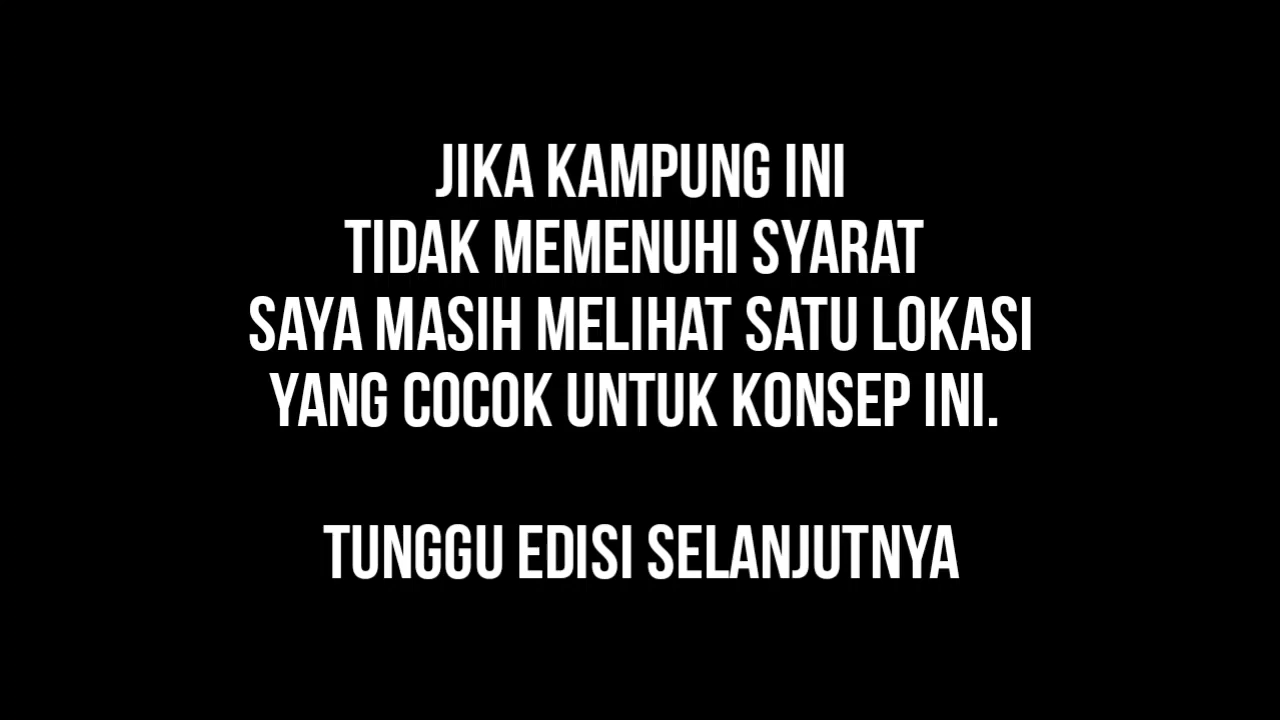 JIKA KAMPUNG INI
TIDAK MEMENUHI SYARAT
SAYA MASIH MELIHAT SATU LOKASI
YANG COCOK UNTUK KONSEP INI.
TUNGGU EDISI SELANJUTNYA